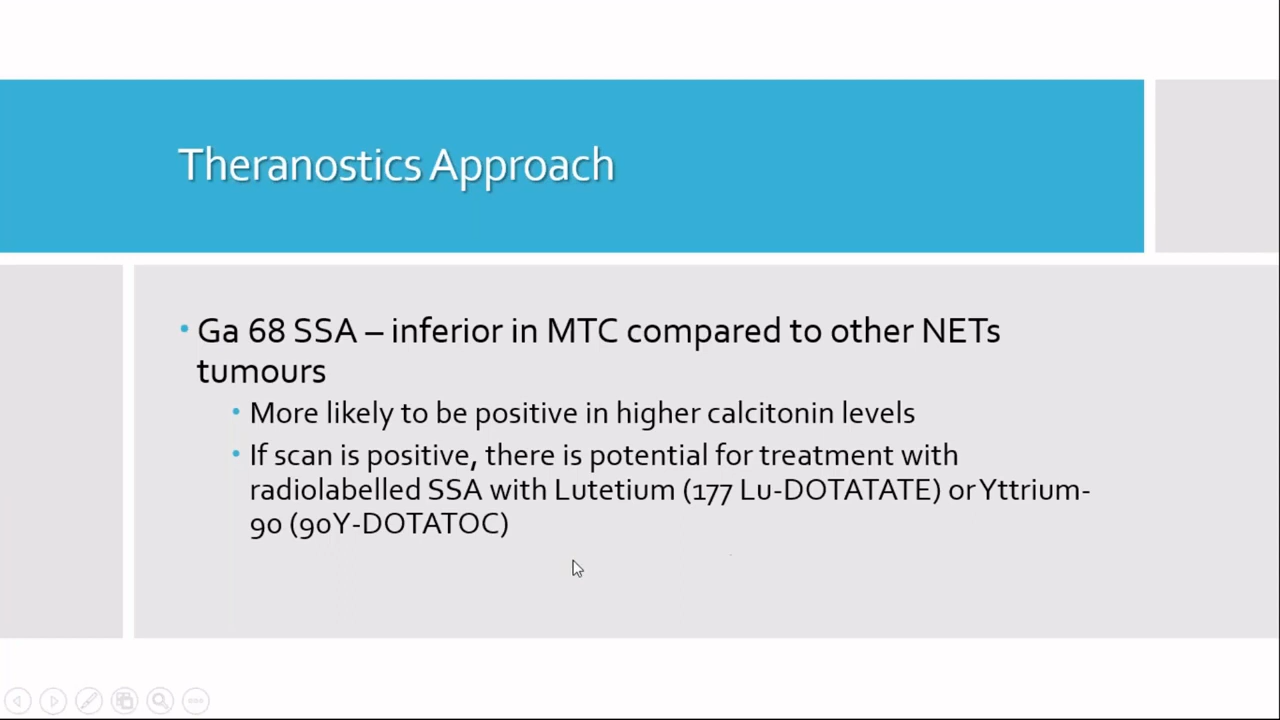 Theranostics Approach
• Ga 68 SSA – inferior in MTC compared to other NETs
tumours
• More likely to be positive in higher calcitonin levels
• If scan is positive, there is potential for treatment with
radiolabelled SSA with Lutetium (177 Lu-DOTATATE) or Yttrium-
90 (90Y-DOTATOC)